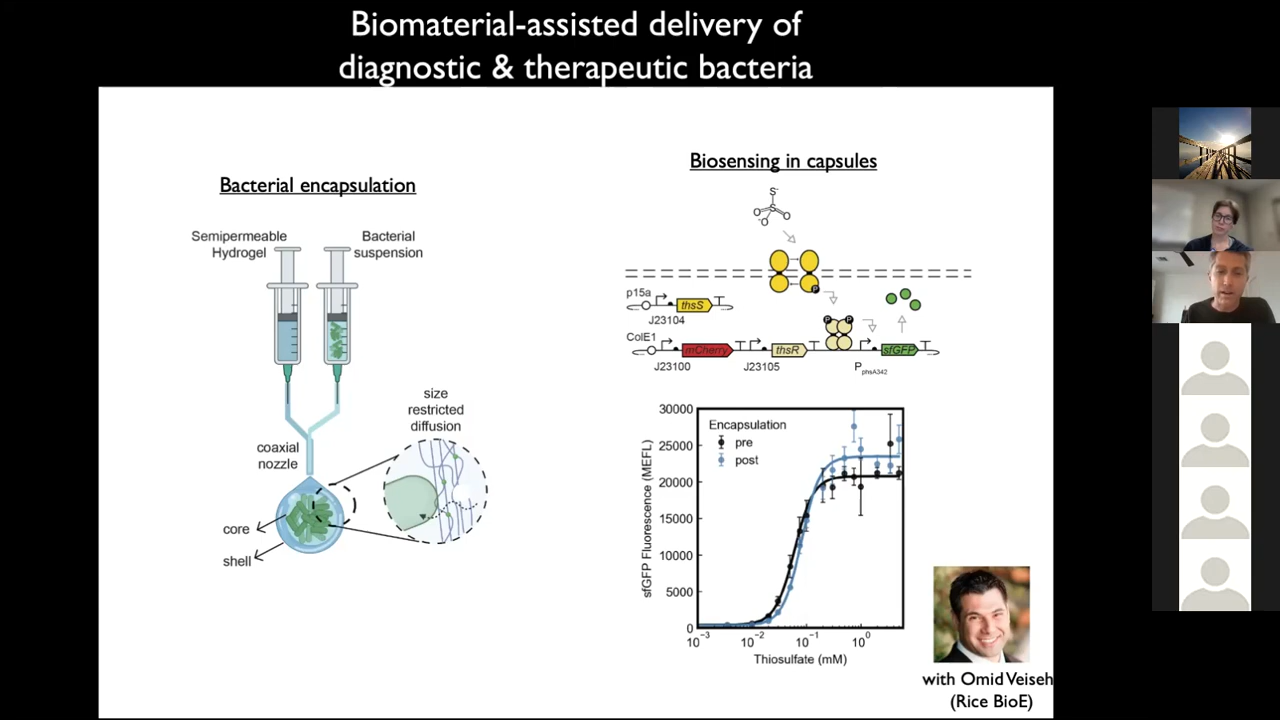 Biomaterial-assisted delivery of
diagnostic & therapeutic bacteria
Bacterial encapsulation
Semipermeable
Hydrogel
Bacterial
suspension
coaxial
nozzle
size
restricted
diffusion
core
shell
Biosensing in capsules
S-
S
O
O
-O
P
p15a
thsS
J23104
P
P
ColE1
mCherry
thsR
sfGFP
J23100
J23105
PphsA342
30000
25000
20000
15000
10000
5000
0
sfGFP Fluorescence (MEFL)
Encapsulation
pre
post
10−3
10−2
10−1
100
Thiosulfate (mM)
with Omid Veiseh
(Rice BioE)